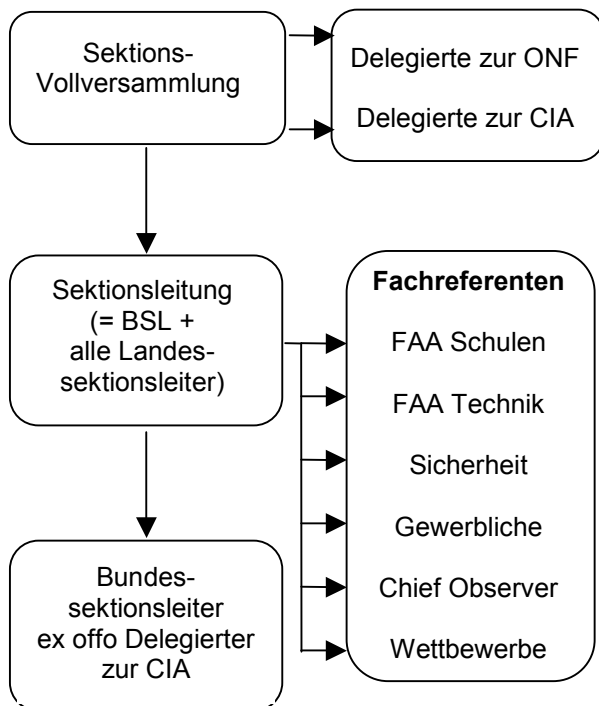 Sektions-
Vollversammlung
Delegierte zur ONF
Delegierte zur CIA
Sektionsleitung
(= BSL +
alle Landes-
sektionsleiter)
Fachreferenten
FAA Schulen
FAA Technik
Sicherheit
Gewerbliche
Chief Observer
Wettbewerbe
Bundes-
sektionsleiter
ex offo Delegierter
zur CIA